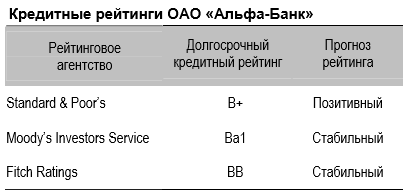 Кредитные рейтинги ОАО «Альфа-Банк»
Рейтинговое агентство Долгосрочный кредитный рейтинг Прогноз рейтинга
Standard & Poor's B+ Позитивный
Moody's Investors Service Ba1 Стабильный
Fitch Ratings BB Стабильный